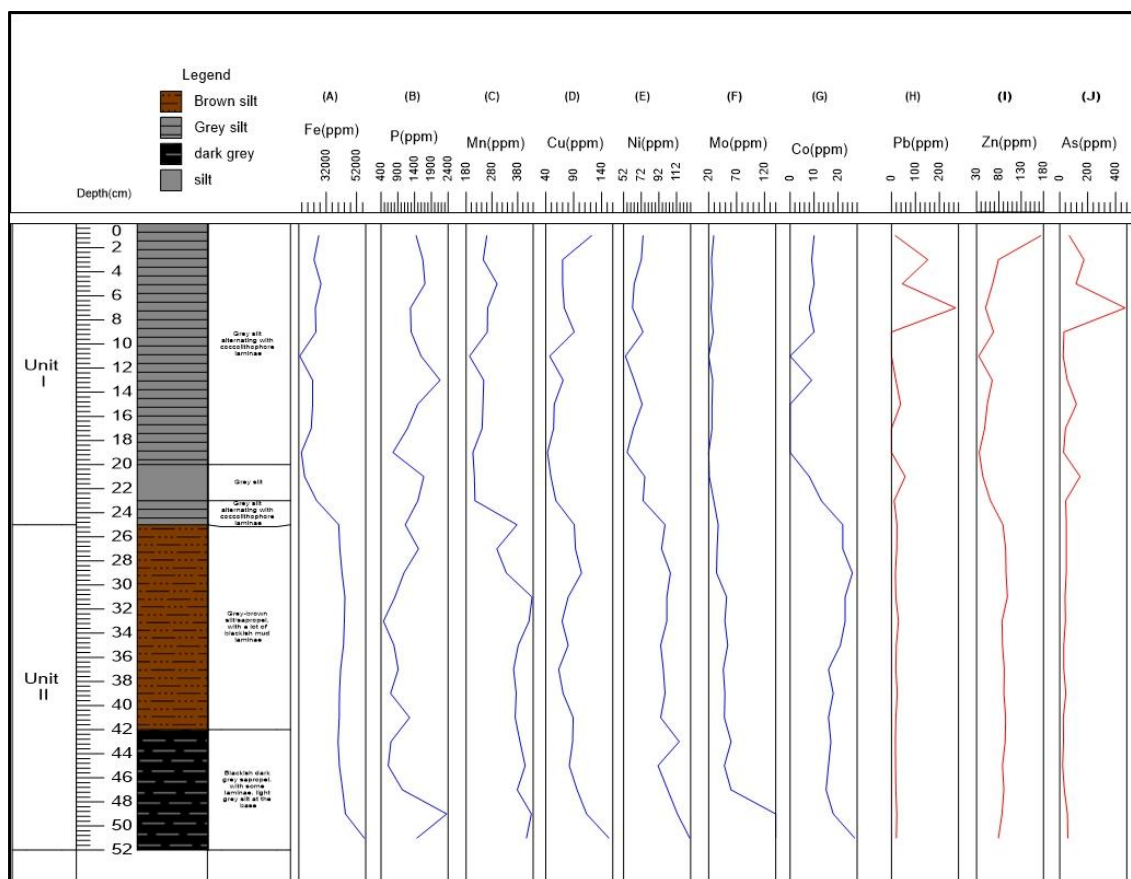 Legend
Brown silt
Grey silt
dark grey
silt
Depth(cm)
(A) (B) (C) (D) (E) (F) (G) (H) (I) (J)
Fe(ppm) P(ppm) Mn(ppm) Cu(ppm) Ni(ppm) Mo(ppm) Co(ppm) Pb(ppm) Zn(ppm) As(ppm)
32000 52000 400 900 1400 1900 2400 180 280 380 40 90 140 52 72 92 112 20 70 120 0 10 20 0 100 200 30 80 130 180 0 200 400
0
2
4
6
8
10
12
14
16
18
20
22
24
26
28
30
32
34
36
38
40
42
44
46
48
50
52
Unit
I
Unit
II
Grey silt
alternating with
coccolithophore
laminae
Grey silt
Grey silt
alternating with
coccolithophore
laminae
Grey-brown
silt/sapropel,
with a lot of
blackish mud
laminae
Blackish dark
grey sapropel,
with some
laminae, light
grey silt at the
base